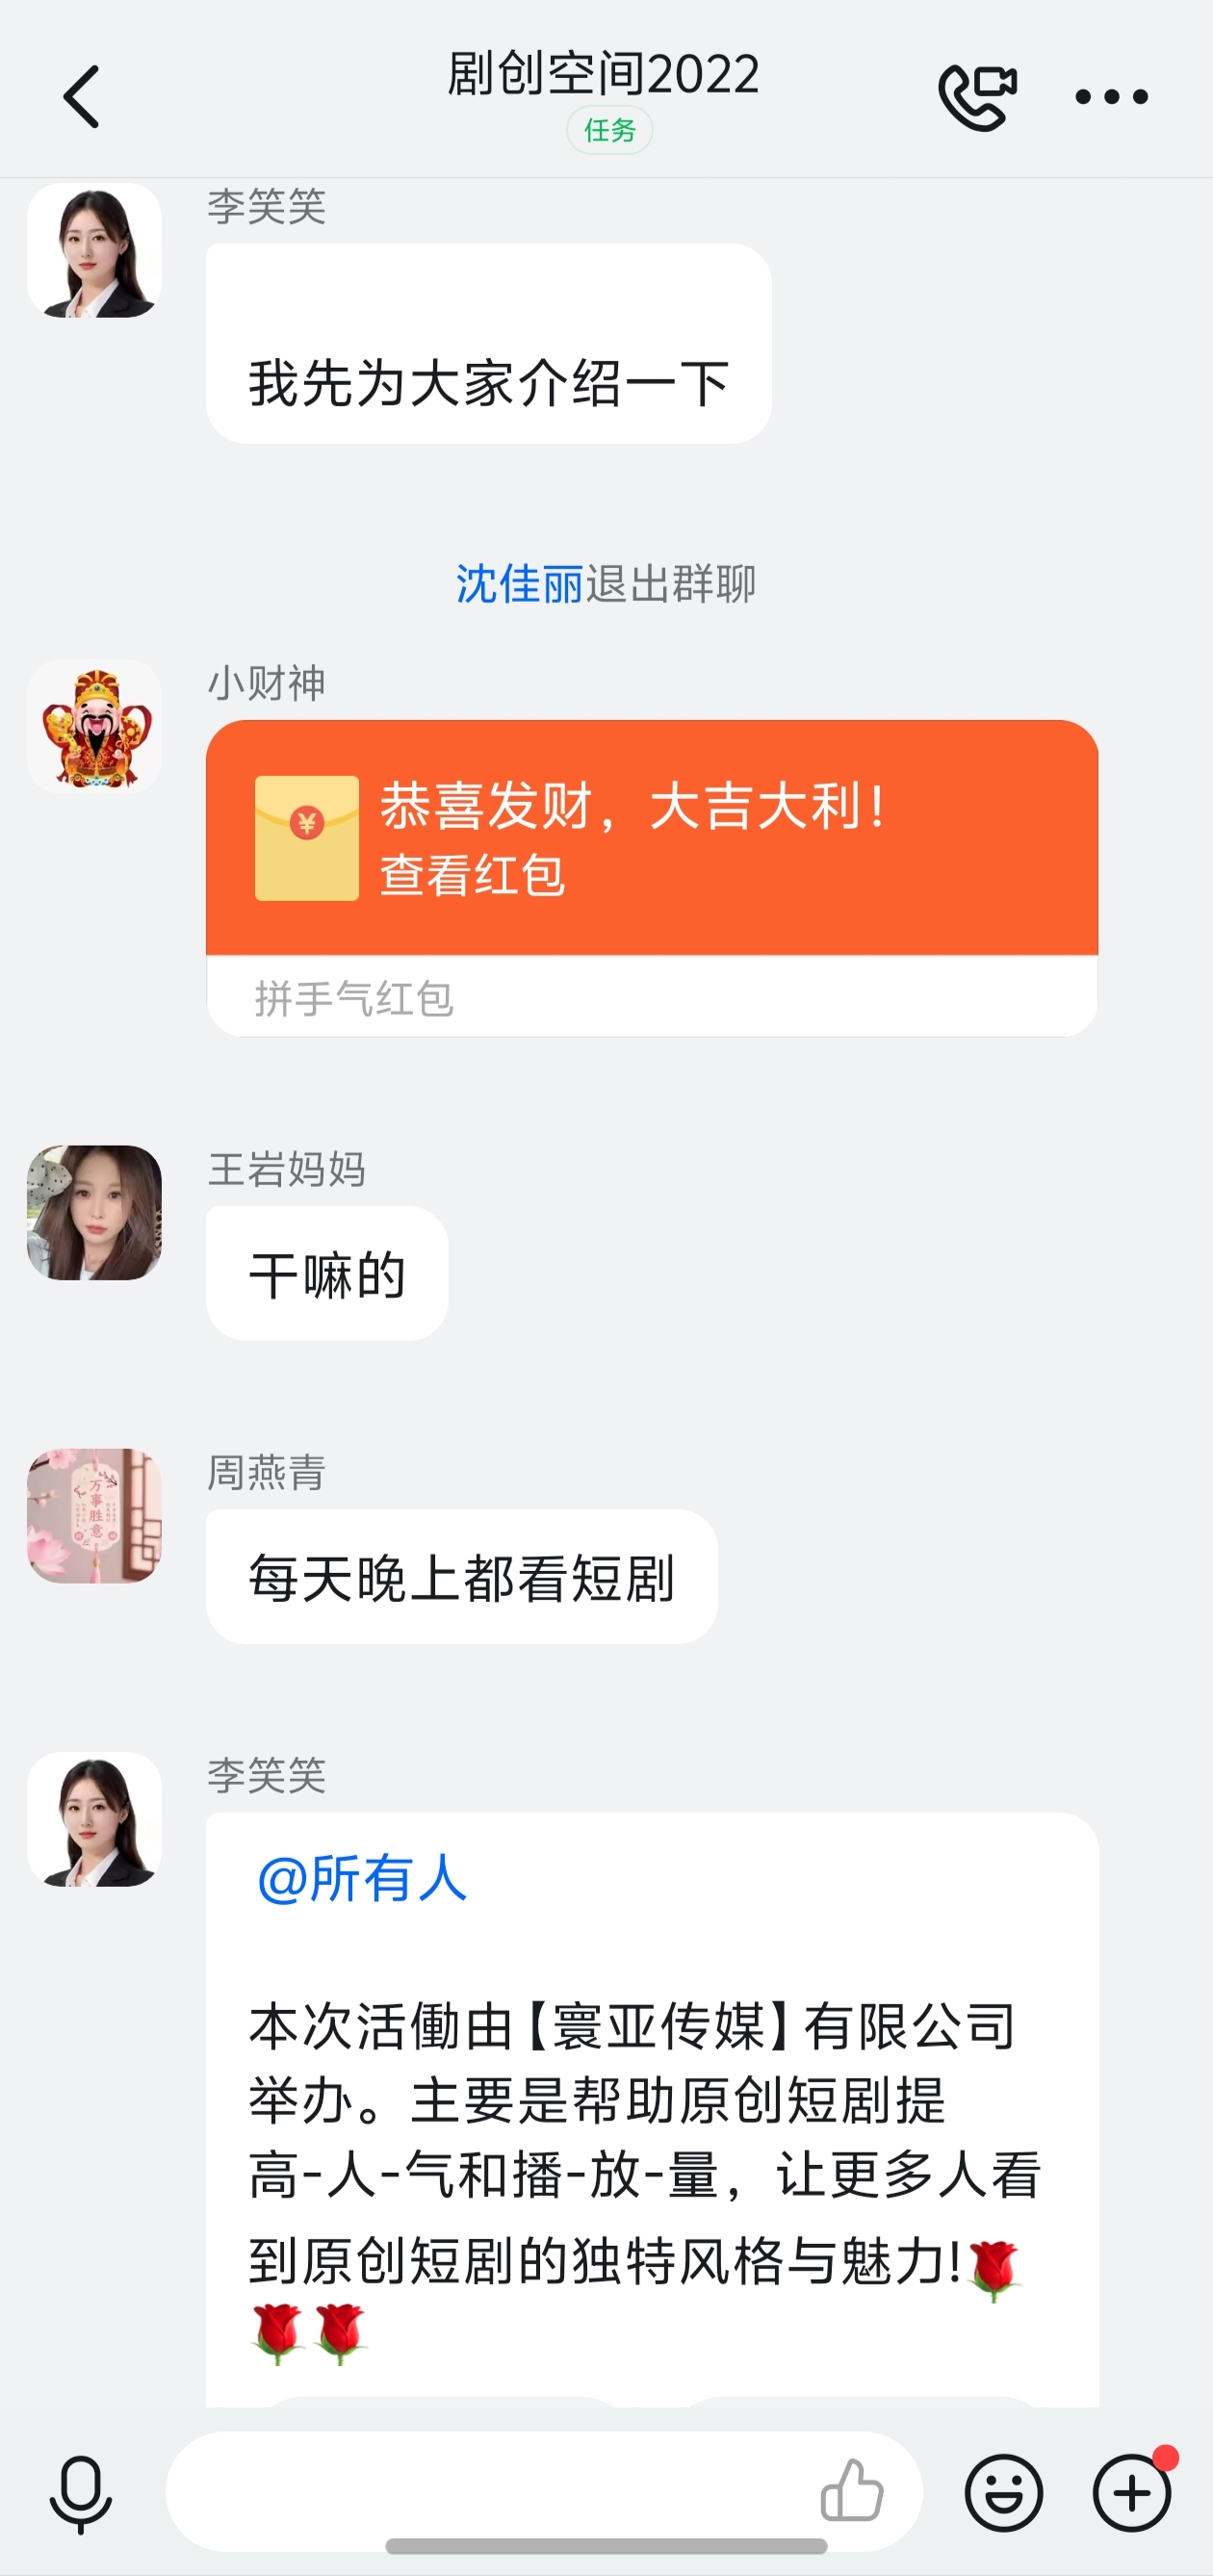 剧创空间2022
任务
李笑笑
我先为大家介绍一下
沈佳丽退出群聊
小财神
恭喜发财，大吉大利！
查看红包
拼手气红包
王岩妈妈
干嘛的
周燕青
万事胜意
每天晚上都看短剧
李笑笑
@所有人
本次活働由【寰亚传媒】有限公司
举办。主要是帮助原创短剧提
高-人-气和播-放-量，让更多人看
到原创短剧的独特风格与魅力!🌹
🌹🌹